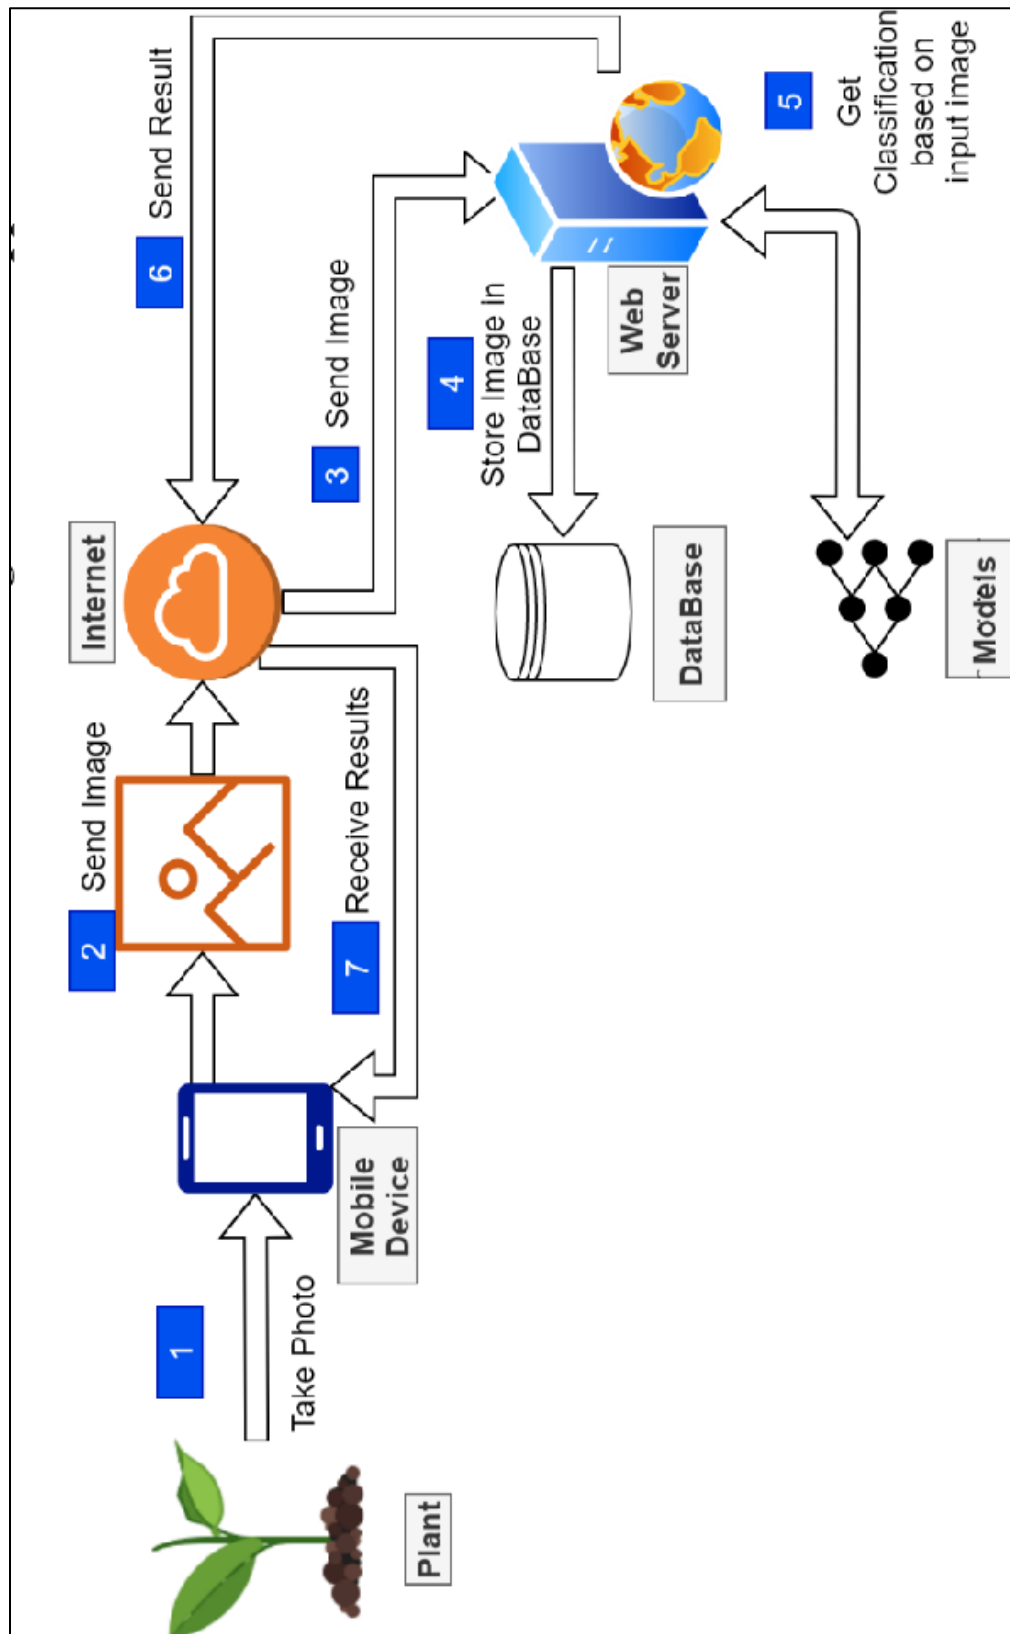 1
Take Photo
Plant
Mobile
Device
2
Send Image
Internet
7
Receive Results
3
Send Image
6
Send Result
4
Store Image In
DataBase
DataBase
Web
Server
5
Get
Classification
based on
input image
Models